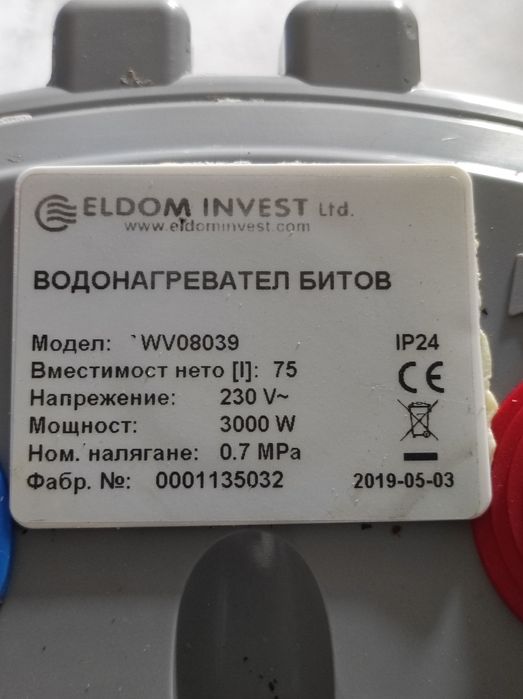 ELDOM INVEST Ltd.
www.eldominvest.com
ВОДОНАГРЕВАТЕЛ БИТОВ
Модел: WV08039 IP24
Вместимост нето [l]: 75
Напрежение: 230 V~
Мощност: 3000 W
Ном. налягане: 0.7 MPa
Фабр. №: 0001135032 2019-05-03